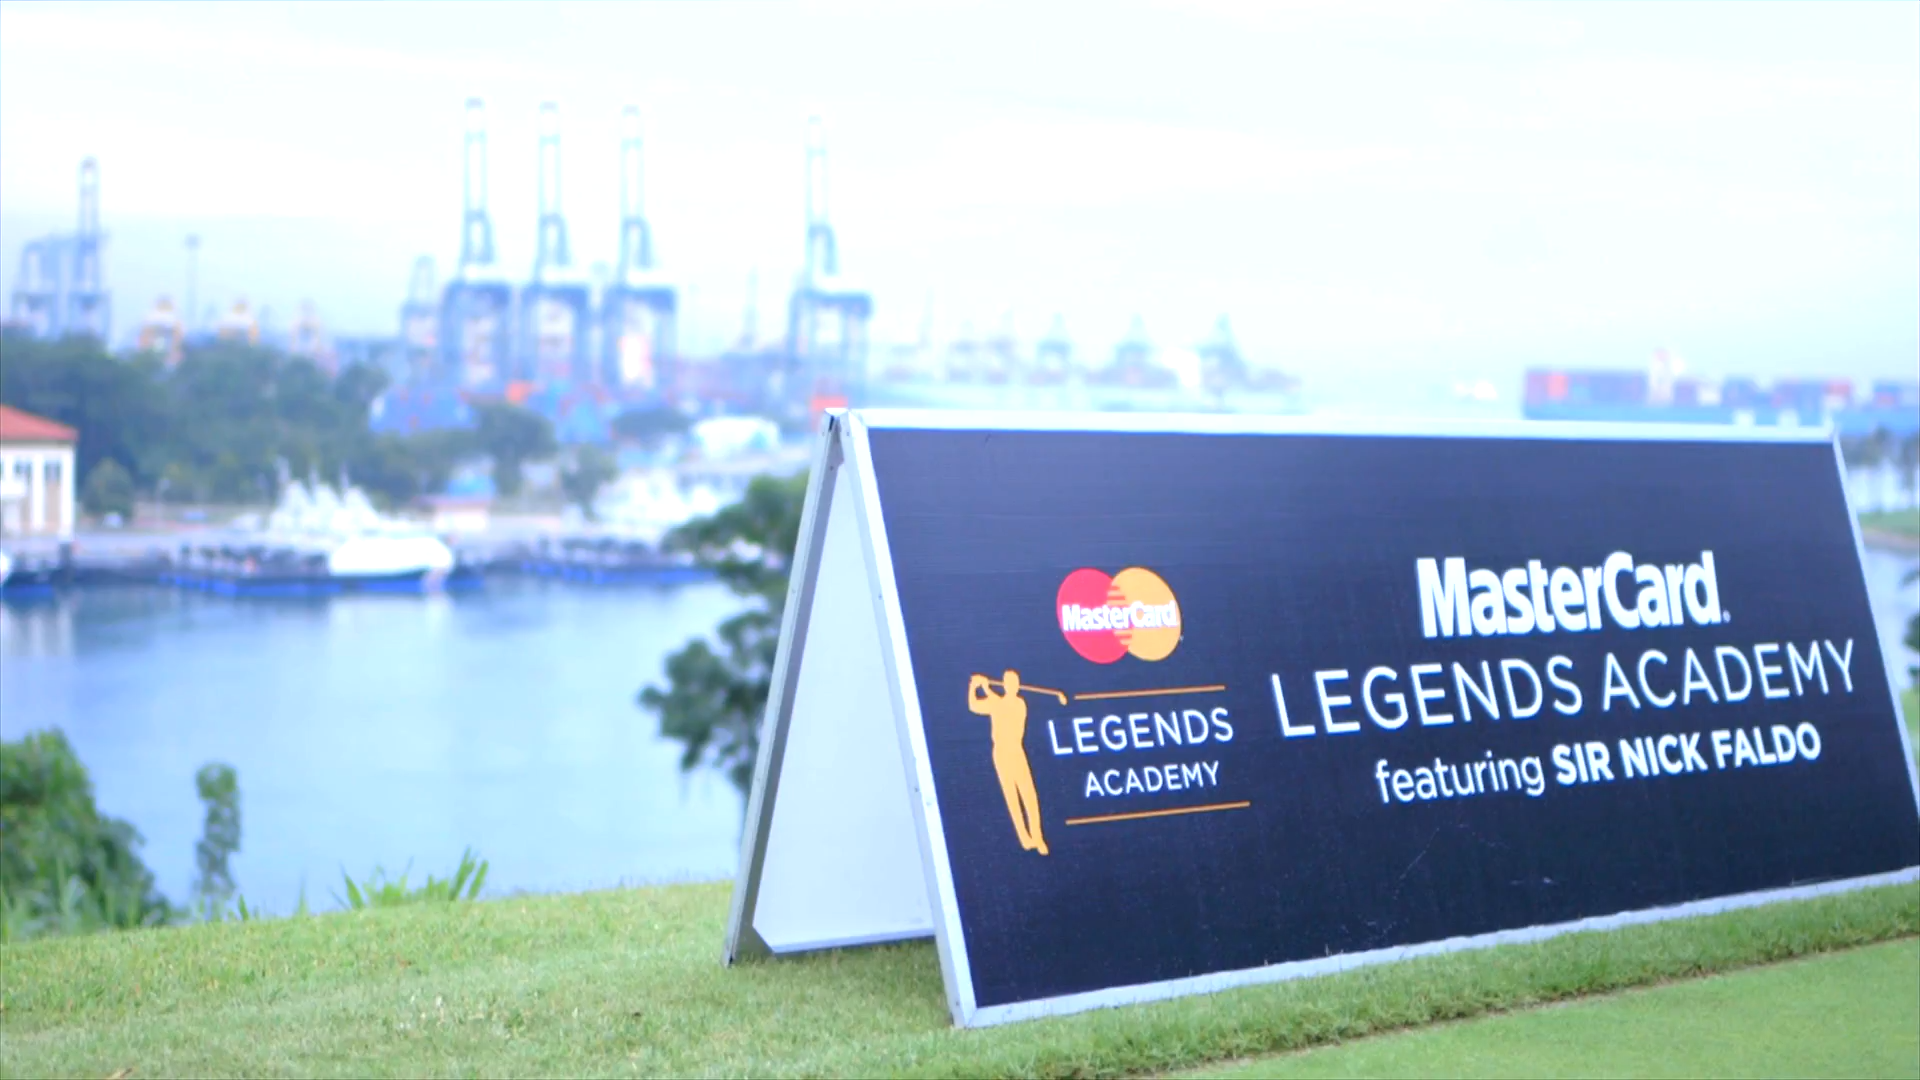 MasterCard
LEGENDS
ACADEMY
MasterCard.
LEGENDS ACADEMY
featuring SIR NICK FALDO